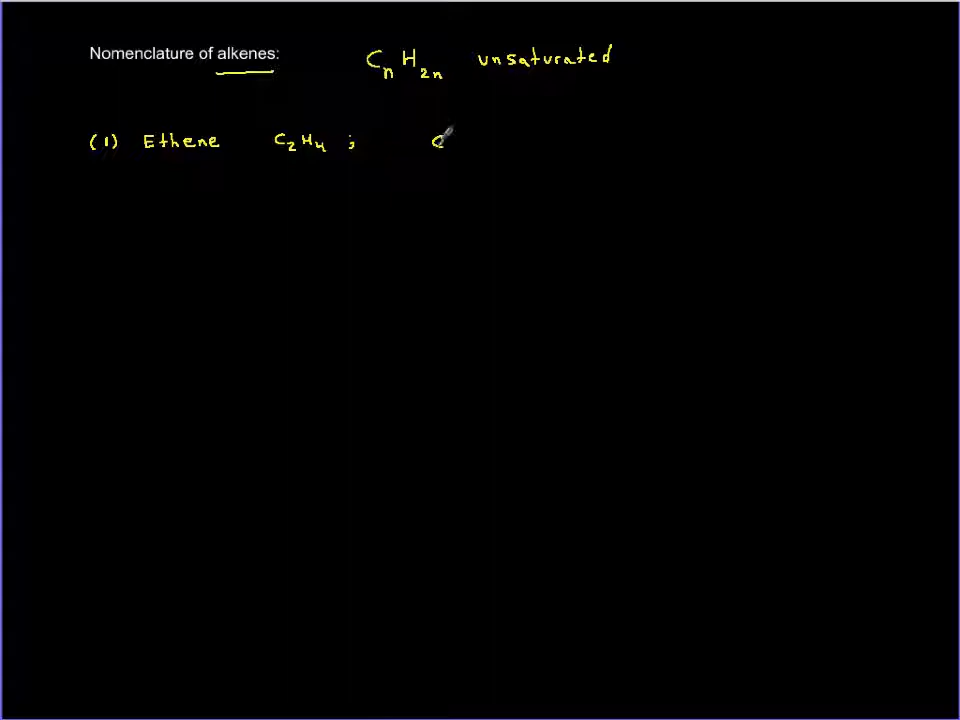 Nomenclature of alkenes: CₙH₂ₙ unsaturated
(1) Ethene C₂H₄ ; C